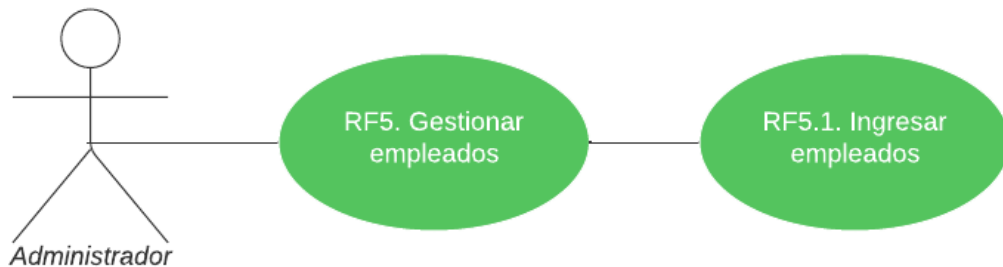 RF5. Gestionar
empleados
RF5.1. Ingresar
empleados
Administrador